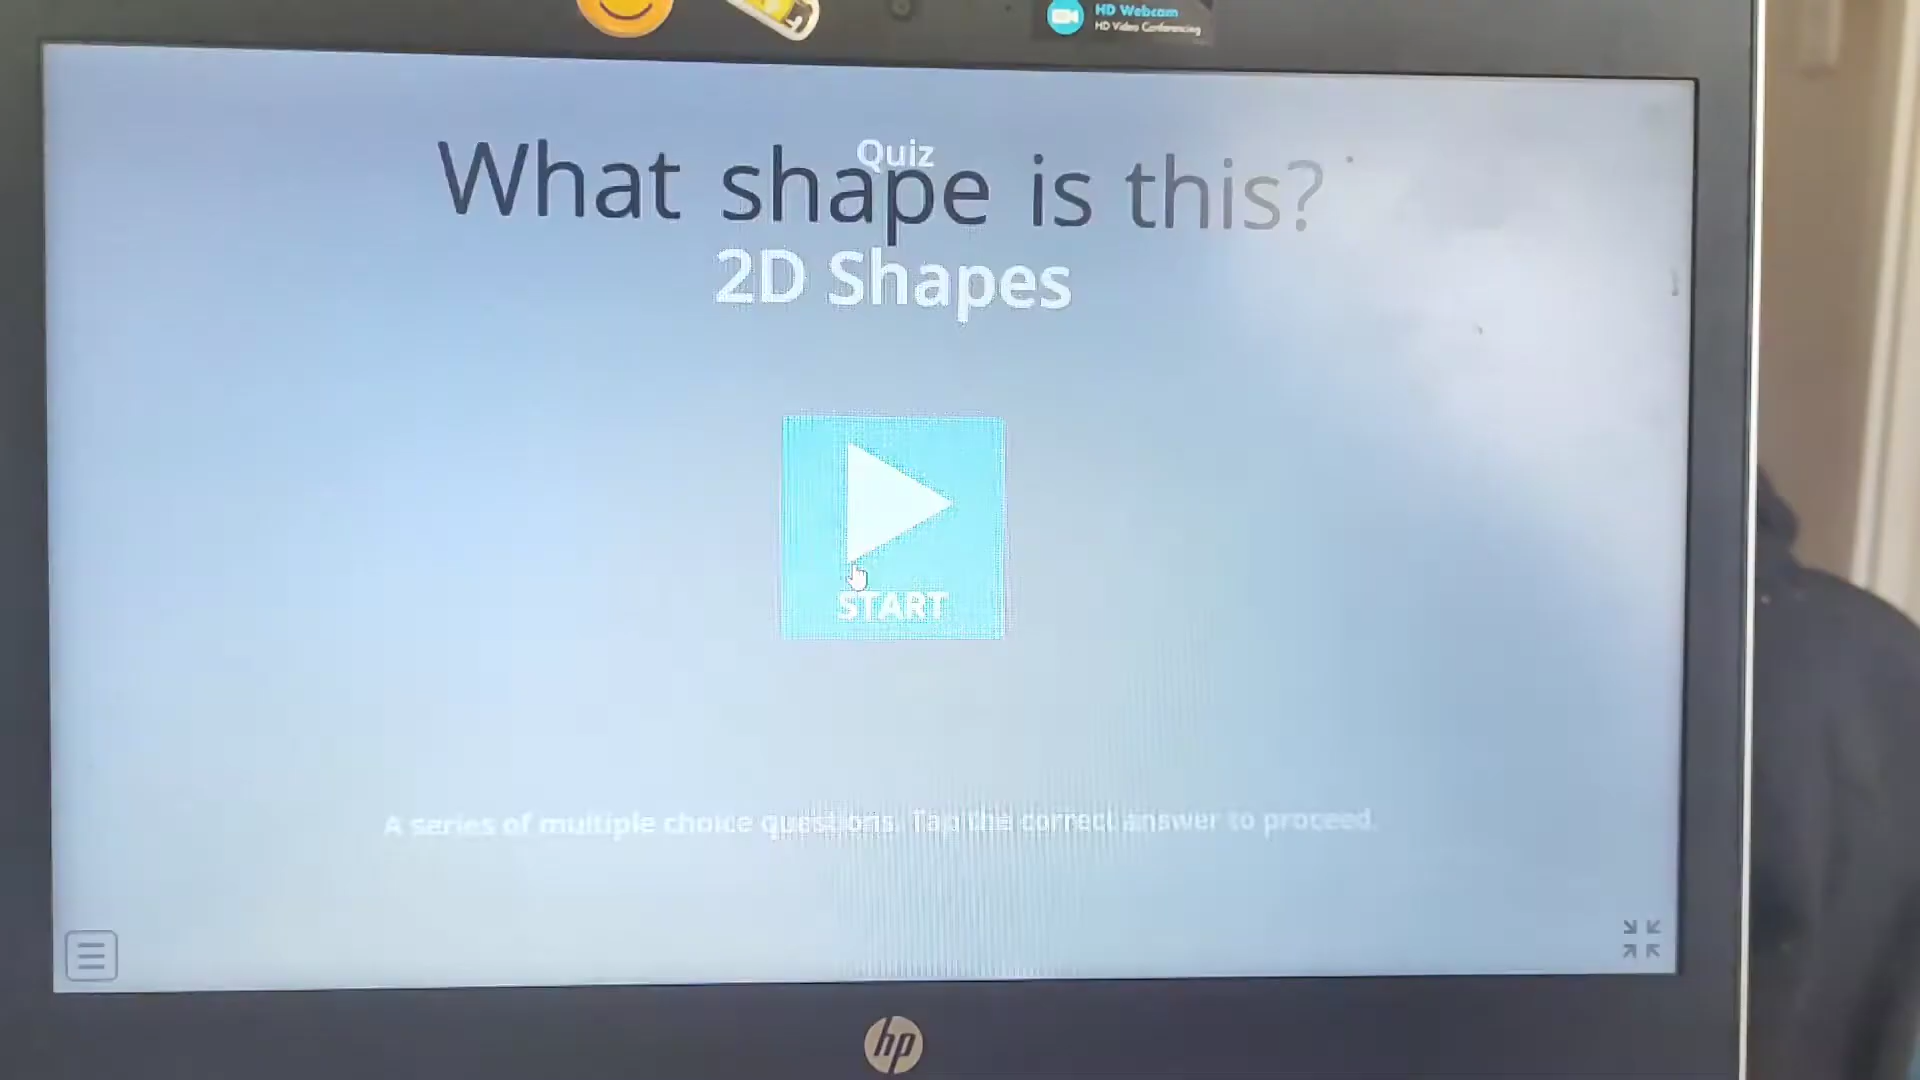 HD Webcam
HD Video Conferencing
Quiz
What shape is this?
2D Shapes
START
A series of multiple choice questions. Tap the correct answer to proceed.
hp